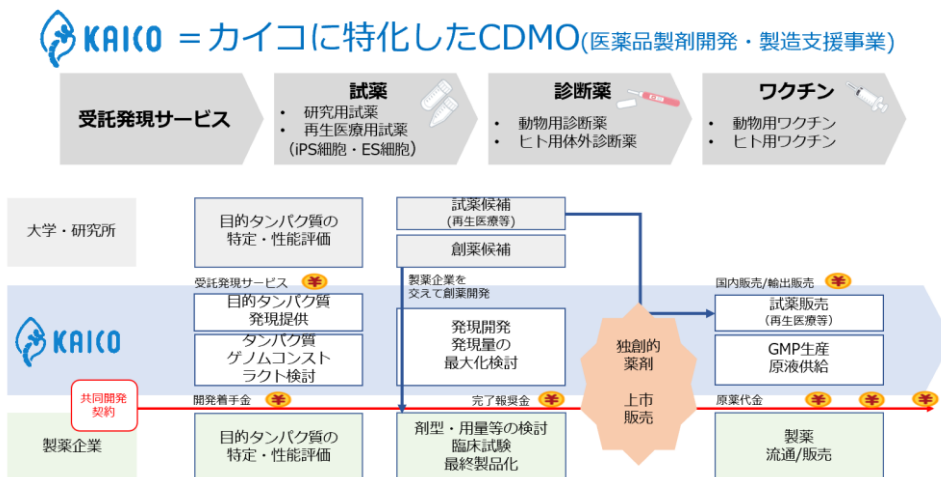 KAICO =カイコに特化したCDMO(医薬品製剤開発・製造支援事業)
受託発現サービス
試薬
• 研究用試薬
• 再生医療用試薬
(iPS細胞・ES細胞)
診断薬
• 動物用診断薬
• ヒト用体外診断薬
ワクチン
• 動物用ワクチン
• ヒト用ワクチン
大学・研究所
目的タンパク質の
特定・性能評価
試薬候補
(再生医療等)
創薬候補
受託発現サービス ¥
製薬企業を
交えて創薬開発
国内販売/輸出販売 ¥
KAICO
目的タンパク質
発現提供
タンパク質
ゲノムコンスト
ラクト検討
発現開発
発現量の
最大化検討
独創的
薬剤
上市
販売
試薬販売
(再生医療等)
GMP生産
原液供給
共同開発
契約
開発着手金 ¥
完了報奨金 ¥
原薬代金 ¥ ¥ ¥
製薬企業
目的タンパク質の
特定・性能評価
剤型・用量等の検討
臨床試験
最終製品化
製薬
流通/販売